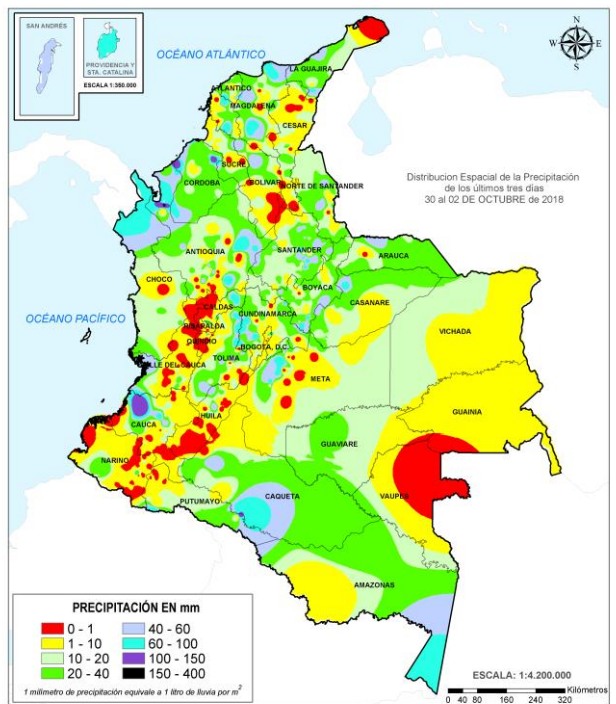 SAN ANDRÉS
PROVIDENCIA Y
STA. CATALINA
ESCALA 1:350.000
OCÉANO ATLÁNTICO
N
W E
S
LA GUAJIRA
ATLANTICO
MAGDALENA
CESAR
SUCRE
CORDOBA
BOLIVAR
NORTE DE SANTANDER
Distribucion Espacial de la Precipitación
de los últimos tres días
30 al 02 DE OCTUBRE de 2018
ANTIOQUIA
SANTANDER
ARAUCA
CHOCO
BOYACA
CASANARE
OCÉANO PACÍFICO
CALDAS
CUNDINAMARCA
VICHADA
RISARALDA
QUINDIO
BOGOTA, D.C.
TOLIMA
VALLE DEL CAUCA
META
GUAINIA
HUILA
CAUCA
GUAVIARE
NARIÑO
VAUPES
PUTUMAYO
CAQUETA
AMAZONAS
PRECIPITACIÓN EN mm
0 - 1 40 - 60
1 - 10 60 - 100
10 - 20 100 - 150
20 - 40 150 - 400
1 milímetro de precipitación equivale a 1 litro de lluvia por m2
ESCALA: 1:4.200.000
Kilómetros
0 40 80 160 240 320